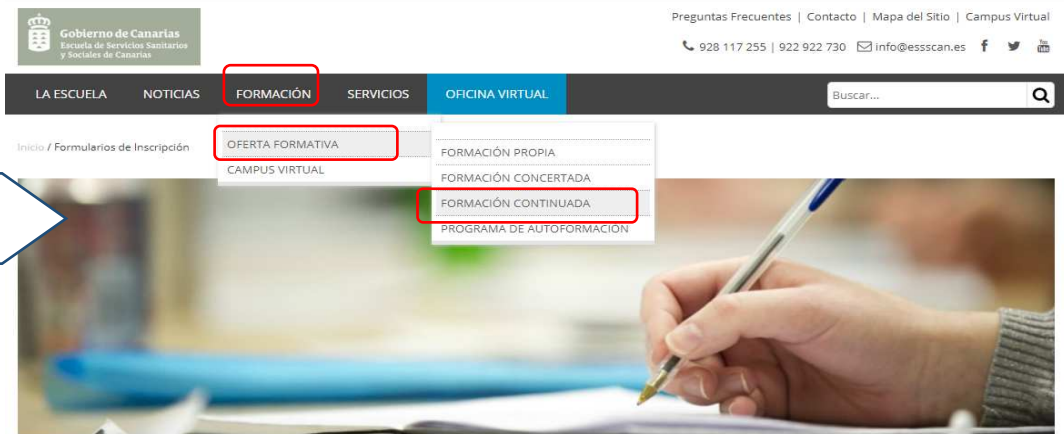 Gobierno de Canarias
Escuela de Servicios Sanitarios
y Sociales de Canarias
Preguntas Frecuentes | Contacto | Mapa del Sitio | Campus Virtual
928 117 255 | 922 922 730 info@essscan.es
LA ESCUELA NOTICIAS FORMACIÓN SERVICIOS OFICINA VIRTUAL Buscar...
Inicio / Formularios de Inscripción
OFERTA FORMATIVA
CAMPUS VIRTUAL
FORMACIÓN PROPIA
FORMACIÓN CONCERTADA
FORMACIÓN CONTINUADA
PROGRAMA DE AUTOFORMACIÓN